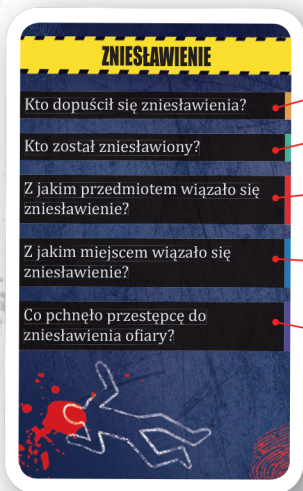 ZNIESŁAWIENIE
Kto dopuścił się zniesławienia?
Kto został zniesławiony?
Z jakim przedmiotem wiązało się
zniesławienie?
Z jakim miejscem wiązało się
zniesławienie?
Co pchnęło przestępcę do
zniesławienia ofiary?